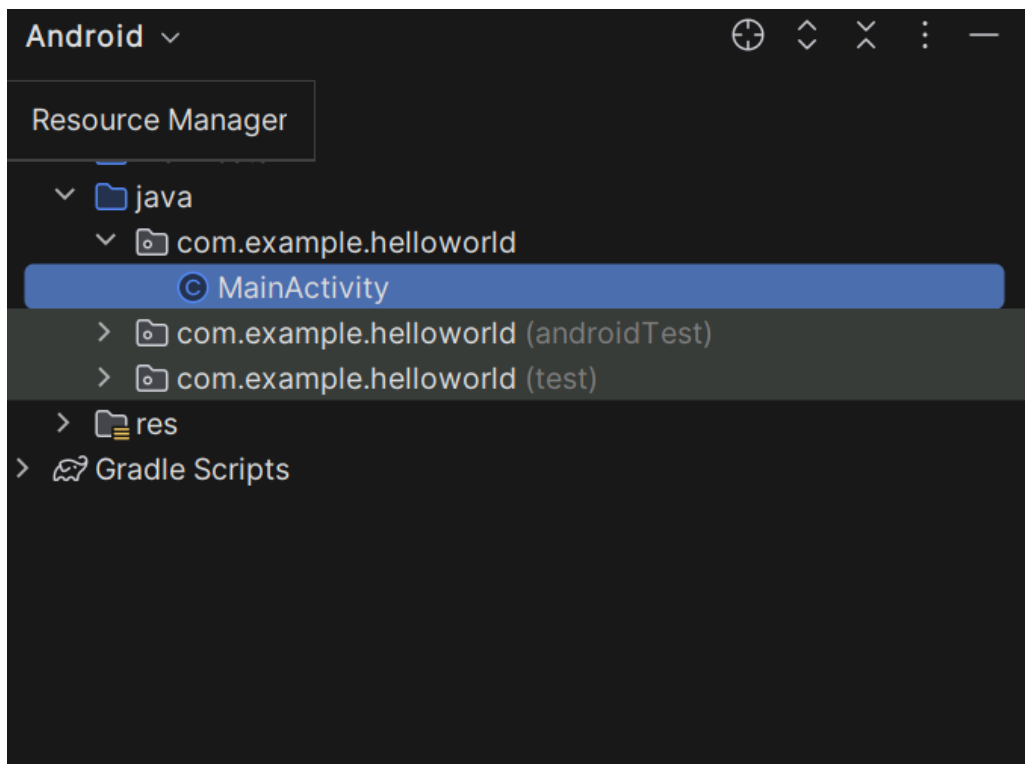 Android
Resource Manager
java
com.example.helloworld
C MainActivity
com.example.helloworld (androidTest)
com.example.helloworld (test)
res
Gradle Scripts